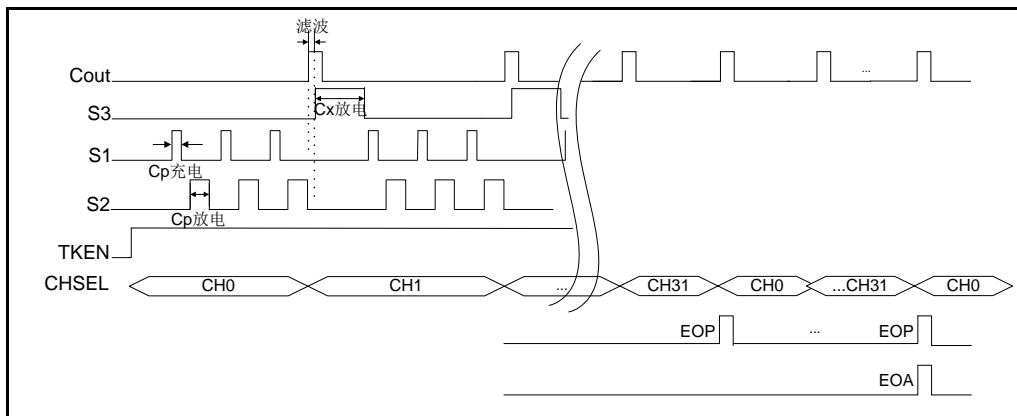 滤波
Cout
...
S3
Cx放电
S1
Cp充电
S2
Cp放电
TKEN
CHSEL
CH0
CH1
...
CH31
CH0
...CH31
CH0
EOP
...
EOP
EOA